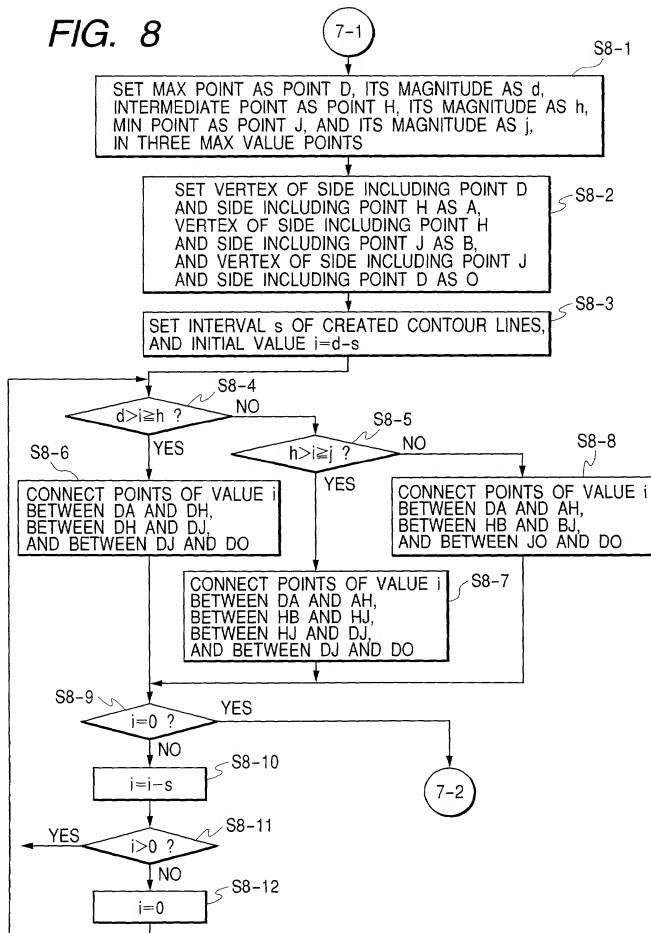 FIG. 8
7-1
S8-1
SET MAX POINT AS POINT D, ITS MAGNITUDE AS d,
INTERMEDIATE POINT AS POINT H, ITS MAGNITUDE AS h,
MIN POINT AS POINT J, AND ITS MAGNITUDE AS j,
IN THREE MAX VALUE POINTS
S8-2
SET VERTEX OF SIDE INCLUDING POINT D
AND SIDE INCLUDING POINT H AS A,
VERTEX OF SIDE INCLUDING POINT H
AND SIDE INCLUDING POINT J AS B,
AND VERTEX OF SIDE INCLUDING POINT J
AND SIDE INCLUDING POINT D AS O
S8-3
SET INTERVAL s OF CREATED CONTOUR LINES,
AND INITIAL VALUE i=d-s
S8-4
d>i≧h ?
NO
YES
S8-5
h>i≧j ?
NO
YES
S8-6
CONNECT POINTS OF VALUE i
BETWEEN DA AND DH,
BETWEEN DH AND DJ,
AND BETWEEN DJ AND DO
S8-8
CONNECT POINTS OF VALUE i
BETWEEN DA AND AH,
BETWEEN HB AND BJ,
AND BETWEEN JO AND DO
S8-7
CONNECT POINTS OF VALUE i
BETWEEN DA AND AH,
BETWEEN HB AND HJ,
BETWEEN HJ AND DJ,
AND BETWEEN DJ AND DO
S8-9
i=0 ?
YES
NO
S8-10
i=i-s
7-2
S8-11
i>0 ?
YES
NO
S8-12
i=0